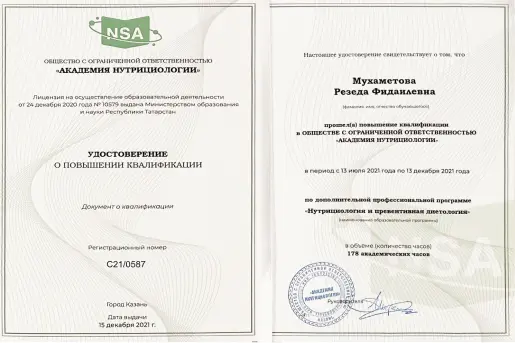 NSA
ОБЩЕСТВО С ОГРАНИЧЕННОЙ ОТВЕТСТВЕННОСТЬЮ
«АКАДЕМИЯ НУТРИЦИОЛОГИИ»
Лицензия на осуществление образовательной деятельности
от 24 декабря 2020 года № 10579 выдана Министерством образования
и науки Республики Татарстан
УДОСТОВЕРЕНИЕ
О ПОВЫШЕНИИ КВАЛИФИКАЦИИ
Документ о квалификации
Регистрационный номер
C21/0587
Город Казань
Дата выдачи
15 декабря 2021 г.
Настоящее удостоверение свидетельствует о том, что
Мухаметова
Резеда Фидаилевна
(фамилия, имя, отчество обучающегося)
прошел(а) повышение квалификации
в ОБЩЕСТВЕ С ОГРАНИЧЕННОЙ ОТВЕТСТВЕННОСТЬЮ
«АКАДЕМИЯ НУТРИЦИОЛОГИИ»
в период с 13 июля 2021 года по 13 декабря 2021 года
по дополнительной профессиональной программе
«Нутрициология и превентивная диетология»
(наименование образовательной программы)
в объеме (количество часов)
178 академических часов
NSA
«АКАДЕМИЯ
НУТРИЦИОЛОГИИ»
Руководитель